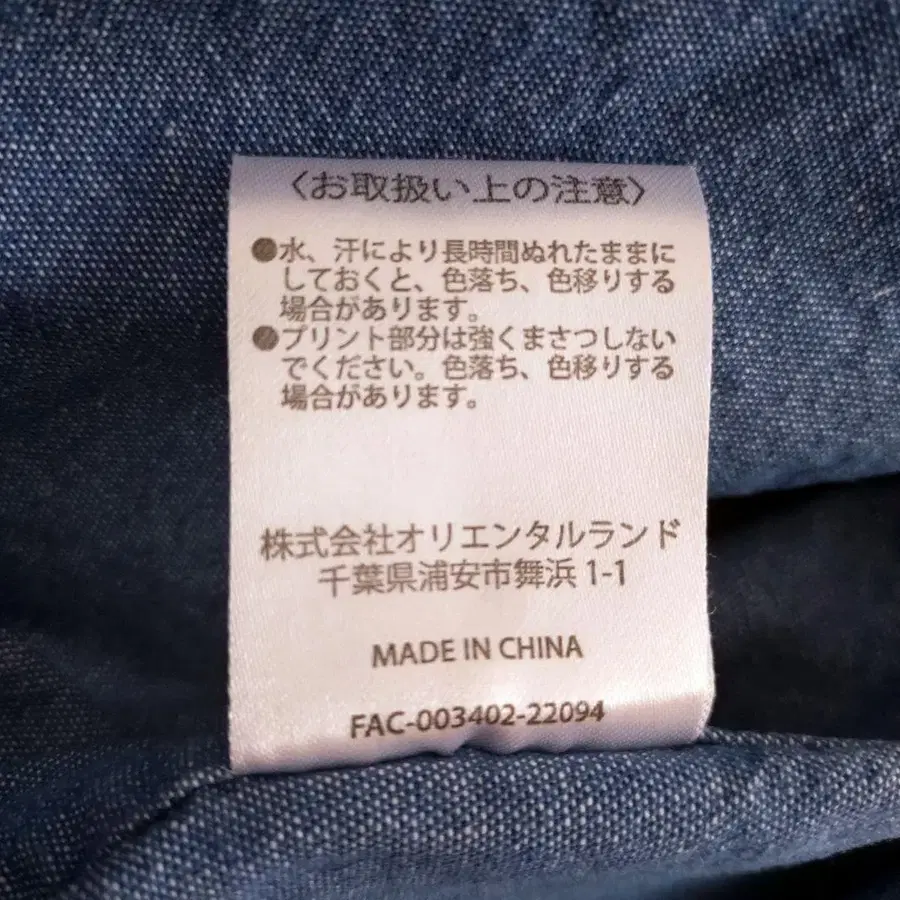 〈お取扱い上の注意〉
●水、汗により長時間ぬれたままに
しておくと、色落ち、色移りする
場合があります。
●プリント部分は強くまさつしない
でください。色落ち、色移りする
場合があります。
株式会社オリエンタルランド
千葉県浦安市舞浜 1-1
MADE IN CHINA
FAC-003402-22094